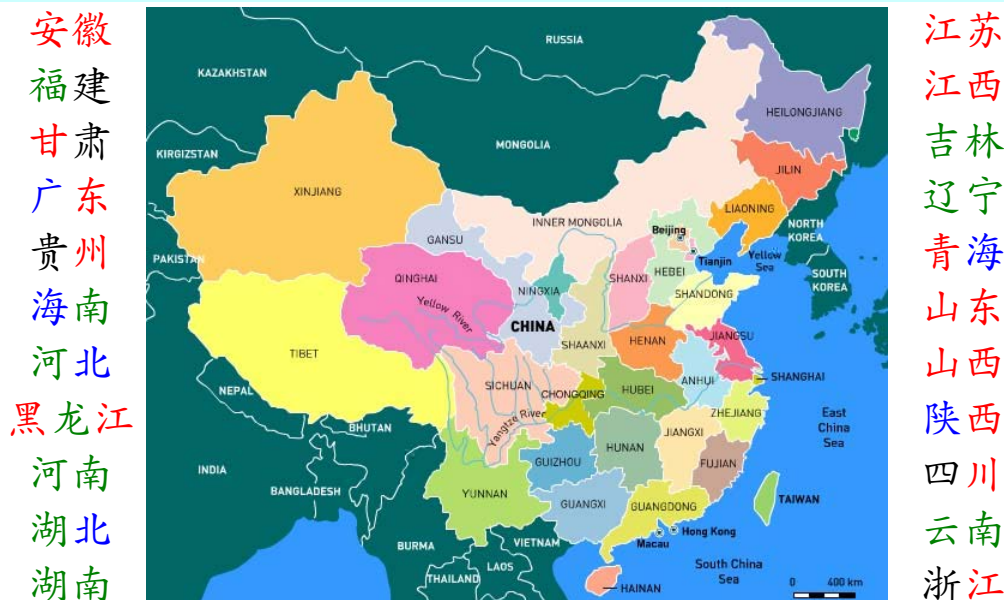 安徽
福建
甘肃
广东
贵州
海南
河北
黑龙江
河南
湖北
湖南
RUSSIA
KAZAKHSTAN
HEILONGJIANG
MONGOLIA
KIRGIZSTAN
JILIN
XINJIANG
LIAONING
INNER MONGOLIA
NORTH KOREA
Beijing
GANSU
Tianjin
Yellow Sea
PAKISTAN
QINGHAI
SHANXI
HEBEI
SOUTH KOREA
NINGXIA
SHANDONG
Yellow River
CHINA
JIANGSU
HENAN
SHAANXI
TIBET
SICHUAN
CHONGQING
HUBEI
ANHUI
SHANGHAI
NEPAL
ZHEJIANG
East China Sea
BHUTAN
Yangtze River
JIANGXI
HUNAN
GUIZHOU
FUJIAN
INDIA
YUNNAN
BANGLADESH
GUANGXI
GUANGDONG
TAIWAN
Hong Kong
Macau
BURMA
VIETNAM
LAOS
THAILAND
South China Sea
HAINAN
0 400 km
江苏
江西
吉林
辽宁
青海
山东
山西
陕西
四川
云南
浙江